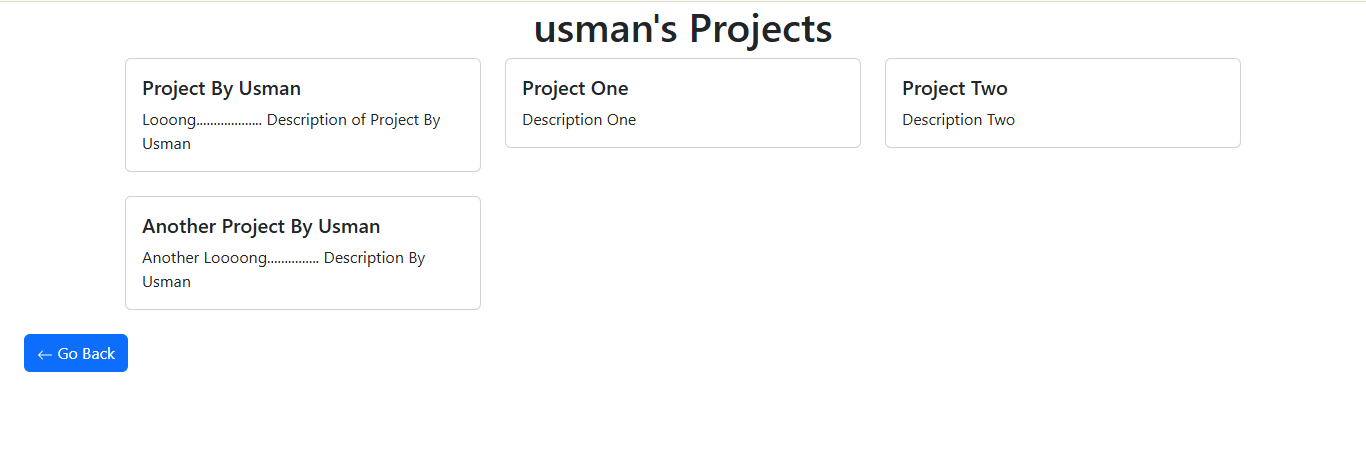 usman's Projects
Project By Usman
Looong................... Description of Project By
Usman
Project One
Description One
Project Two
Description Two
Another Project By Usman
Another Loooong............... Description By
Usman
← Go Back